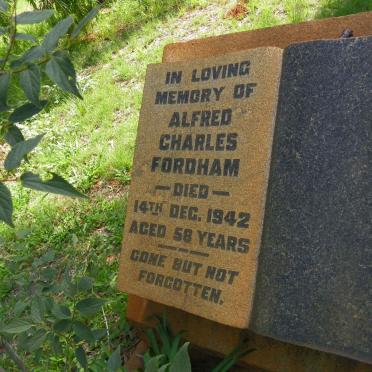 IN LOVING
MEMORY OF
ALFRED
CHARLES
FORDHAM
— DIED —
14TH DEC. 1942
AGED 58 YEARS
GONE BUT NOT
FORGOTTEN.